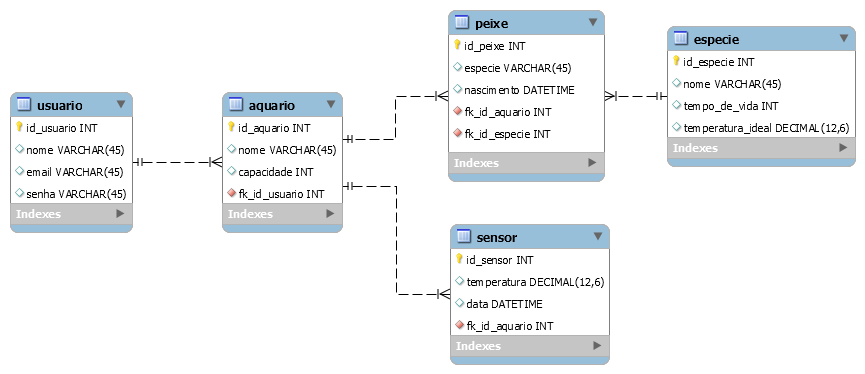 usuario
id_usuario INT
nome VARCHAR(45)
email VARCHAR(45)
senha VARCHAR(45)
Indexes
aquario
id_aquario INT
nome VARCHAR(45)
capacidade INT
fk_id_usuario INT
Indexes
peixe
id_peixe INT
especie VARCHAR(45)
nascimento DATETIME
fk_id_aquario INT
fk_id_especie INT
Indexes
especie
id_especie INT
nome VARCHAR(45)
tempo_de_vida INT
temperatura_ideal DECIMAL(12,6)
Indexes
sensor
id_sensor INT
temperatura DECIMAL(12,6)
data DATETIME
fk_id_aquario INT
Indexes